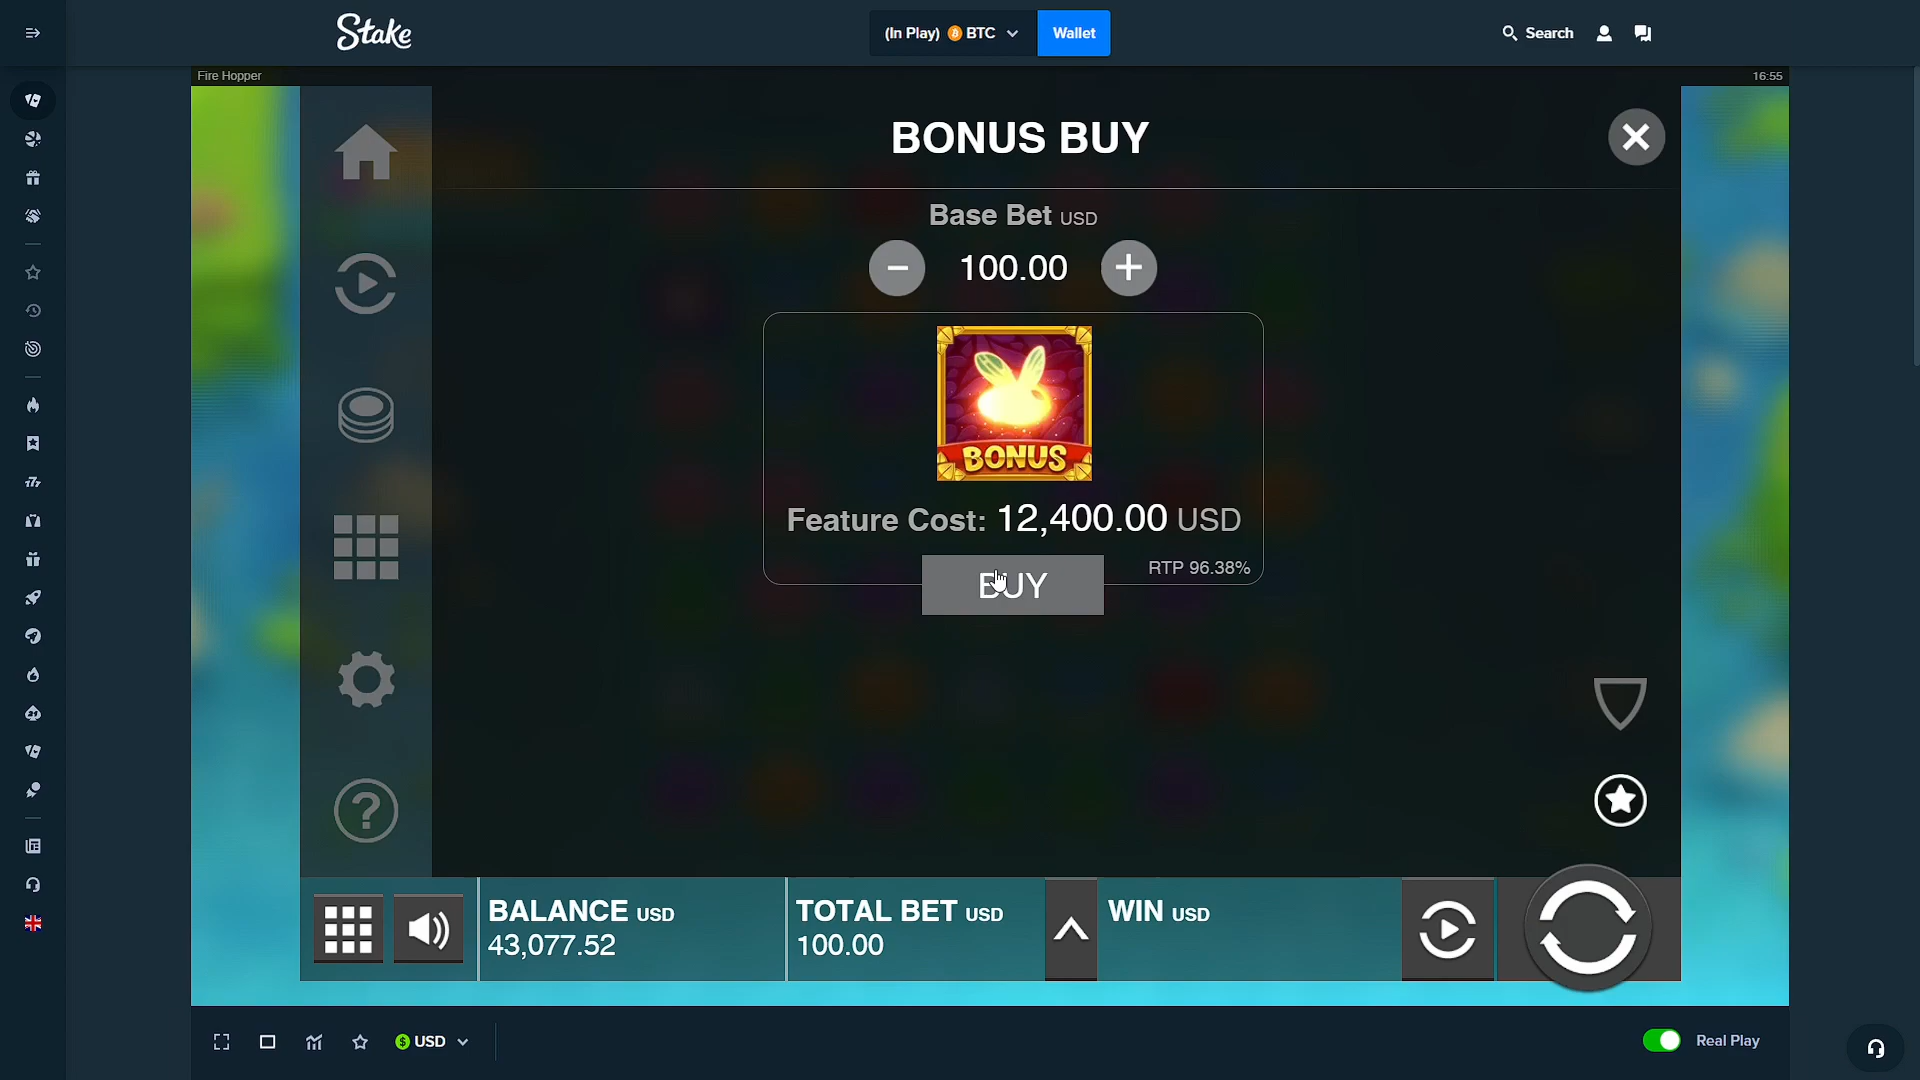 Stake
(In Play) BTC
Wallet
Search
Fire Hopper
16:55
BONUS BUY
Base Bet USD
100.00
BONUS
Feature Cost: 12,400.00 USD
RTP 96.38%
BUY
BALANCE USD
43,077.52
TOTAL BET USD
100.00
WIN USD
USD
Real Play